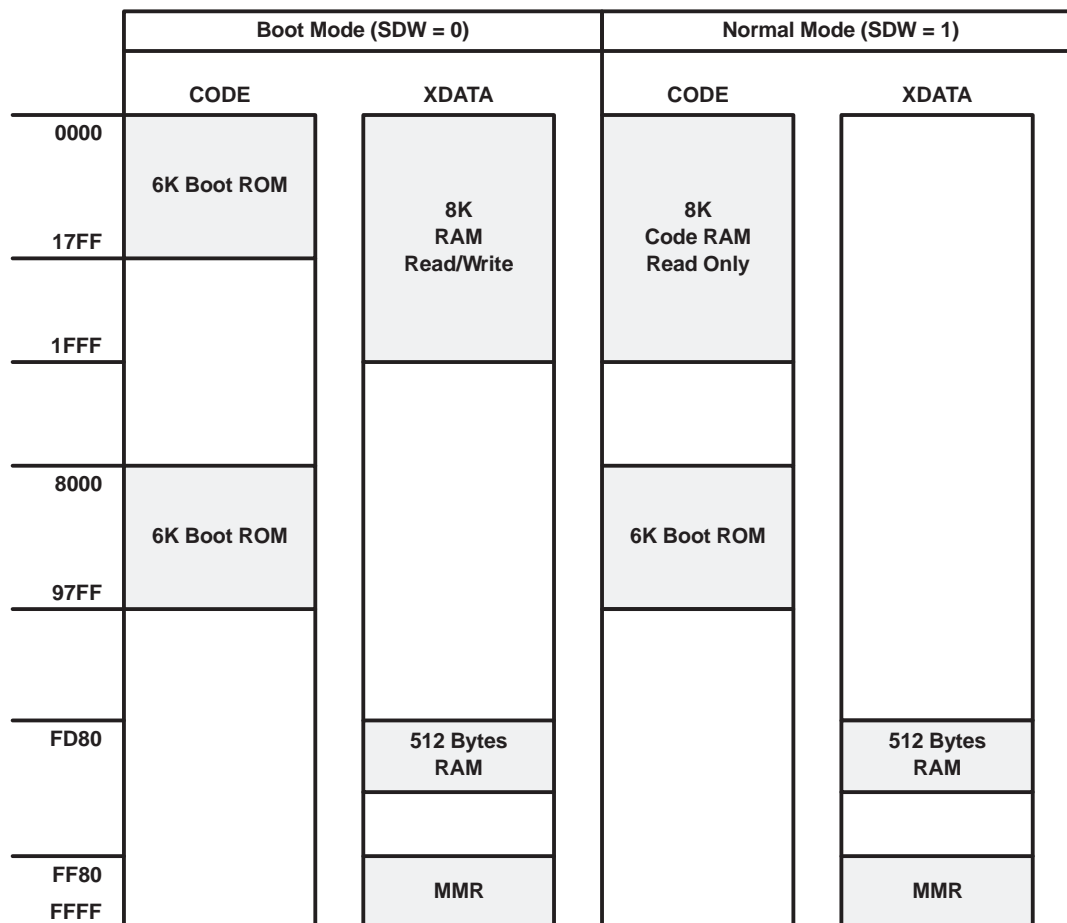 Boot Mode (SDW = 0)
Normal Mode (SDW = 1)
CODE
XDATA
CODE
XDATA
0000
6K Boot ROM
17FF
8K
RAM
Read/Write
8K
Code RAM
Read Only
1FFF
8000
6K Boot ROM
6K Boot ROM
97FF
FD80
512 Bytes
RAM
512 Bytes
RAM
FF80
MMR
MMR
FFFF